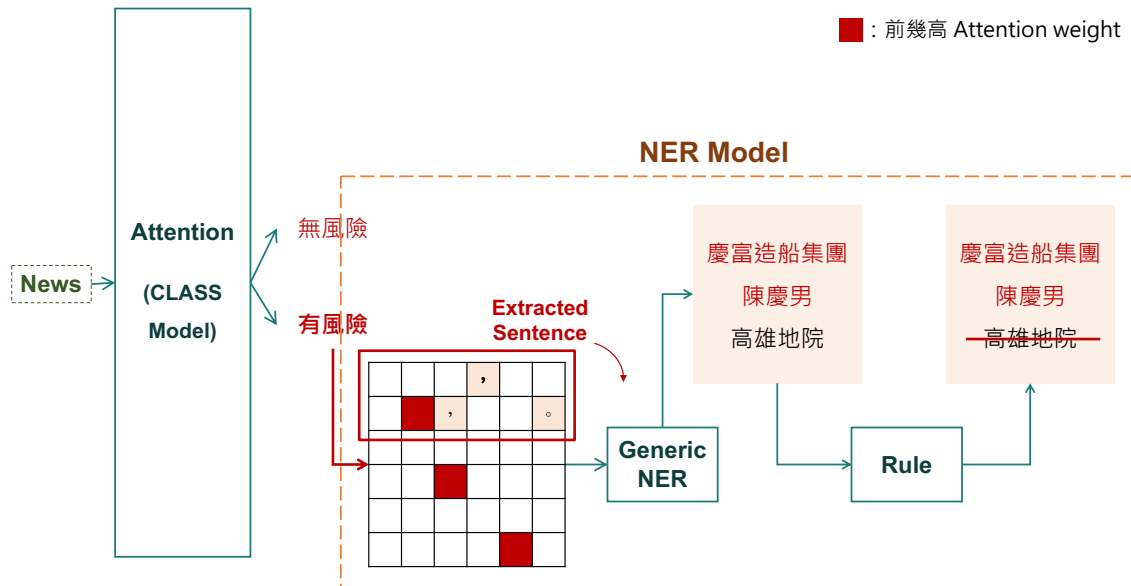 ：前幾高 Attention weight
NER Model
News
Attention
(CLASS
Model)
無風險
有風險
Extracted
Sentence
，
，
。
Generic
NER
慶富造船集團
陳慶男
高雄地院
Rule
慶富造船集團
陳慶男
高雄地院